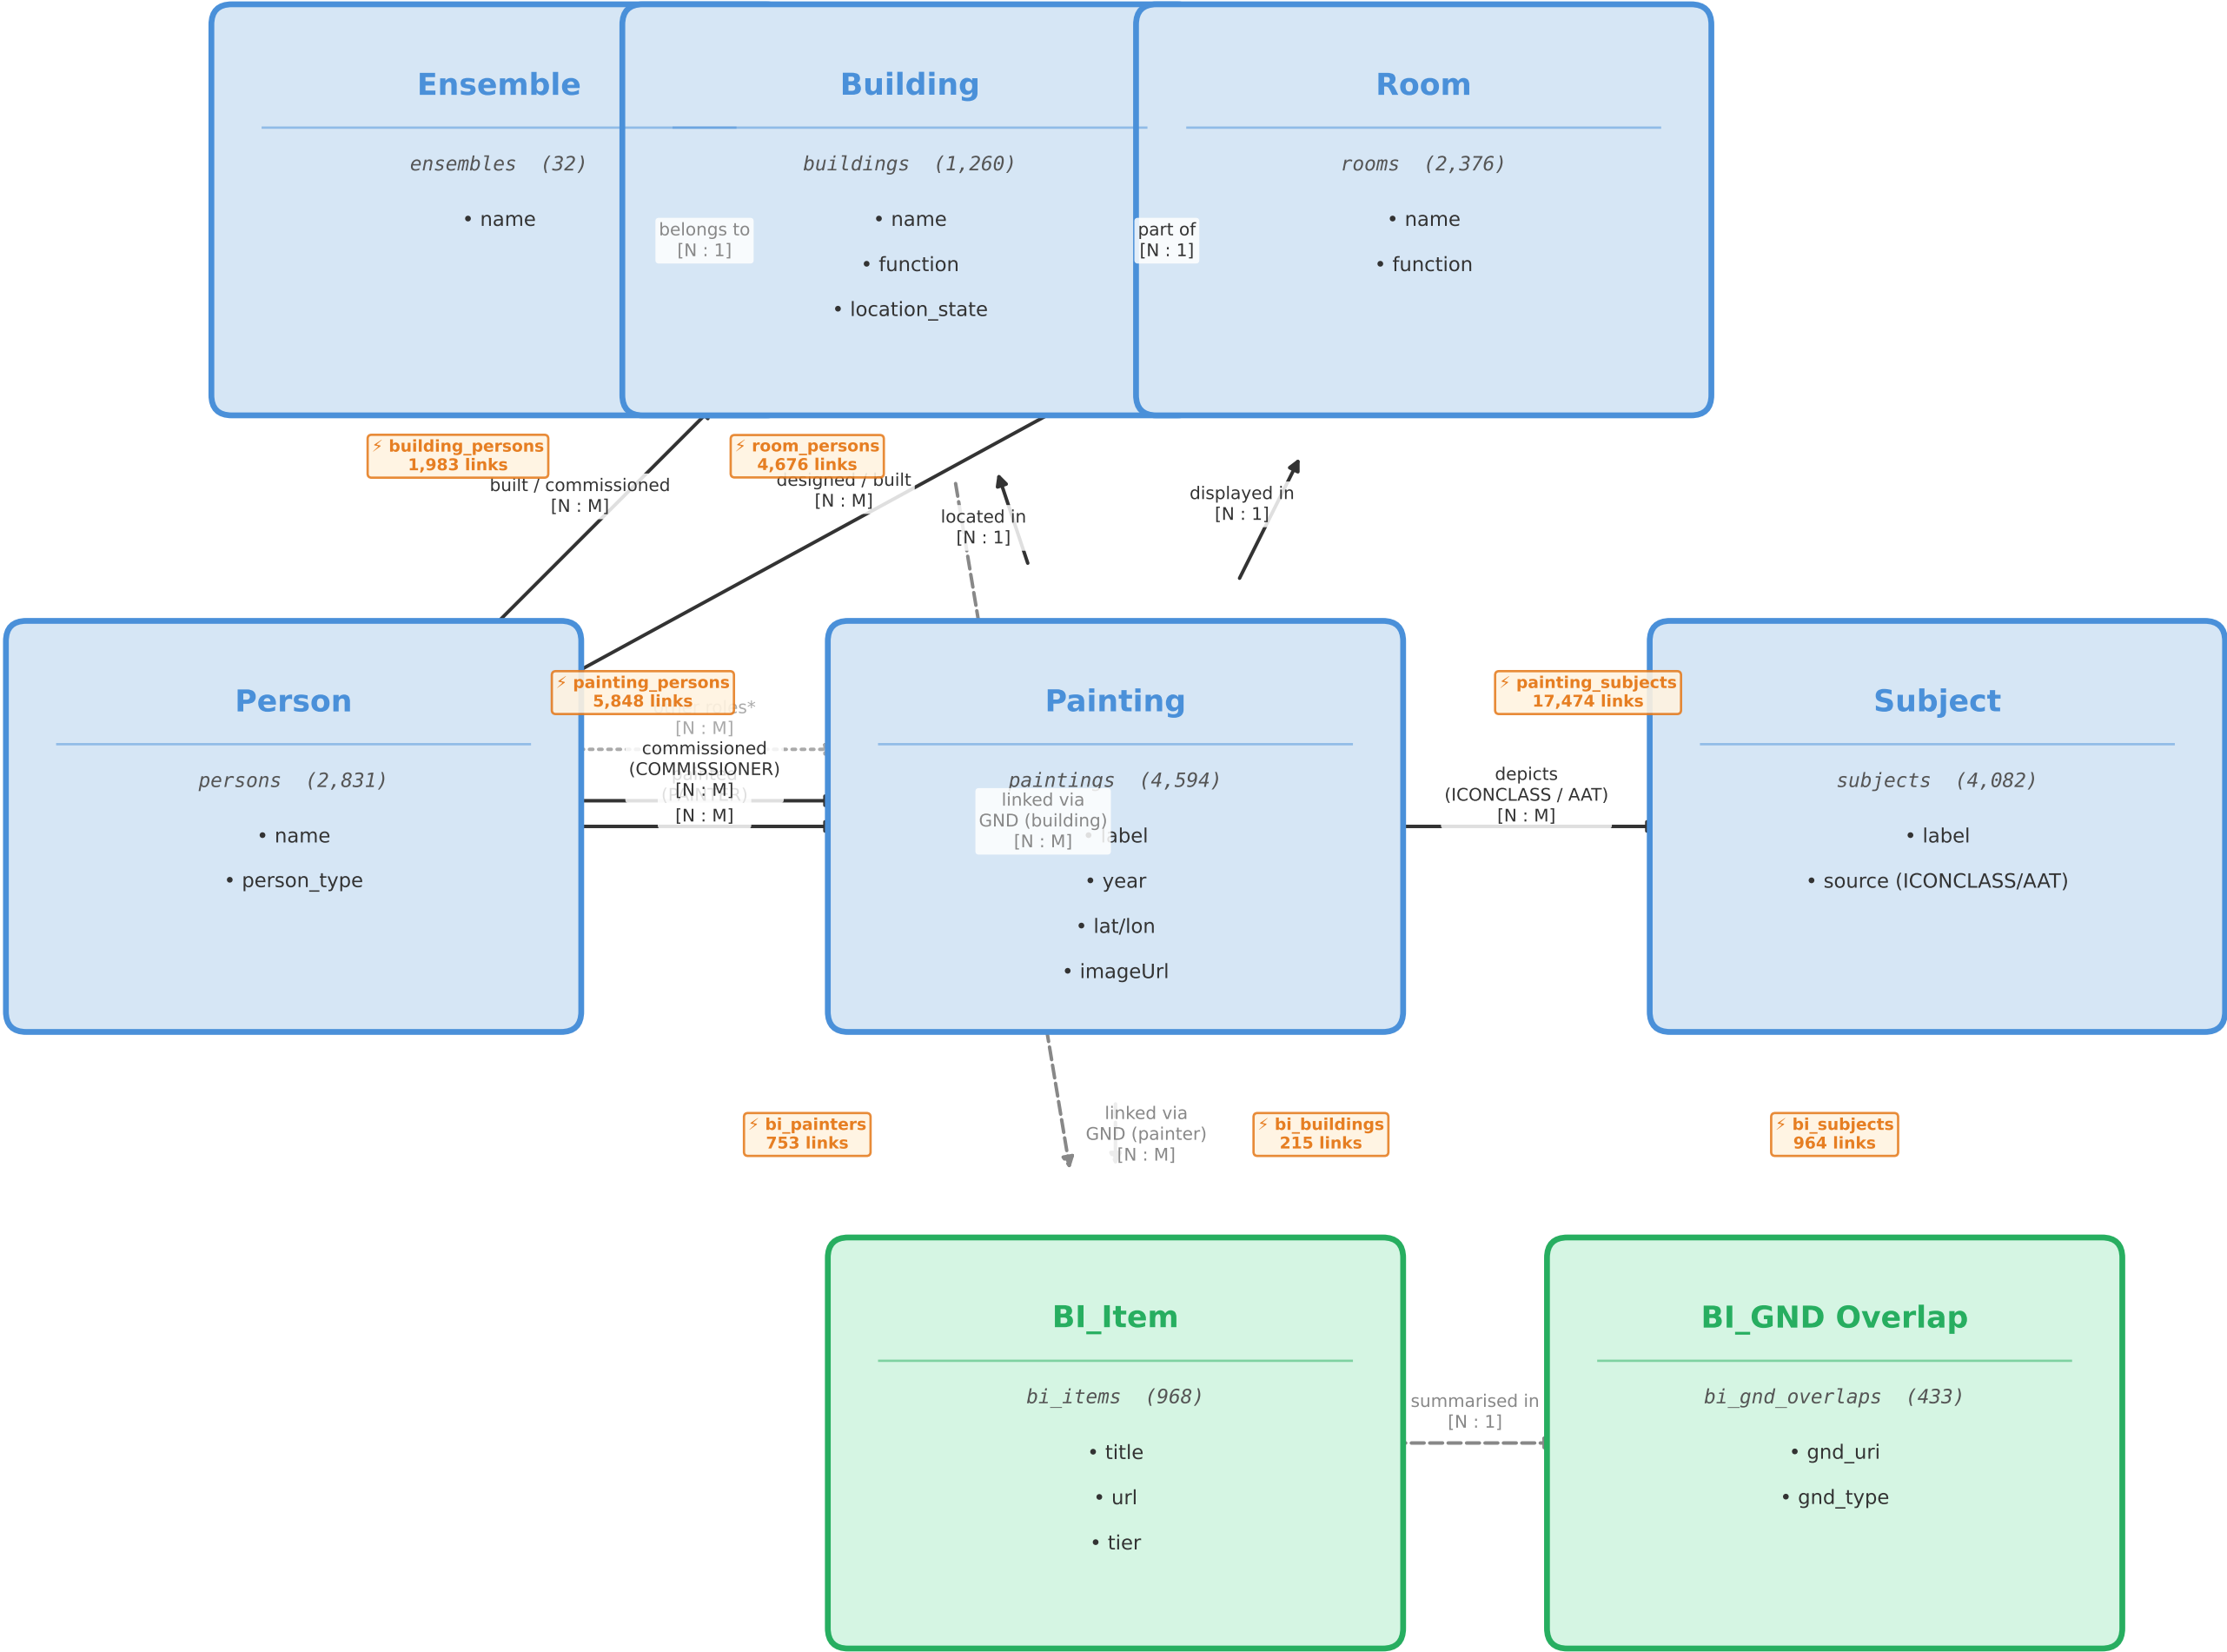 Ensemble
ensembles (32)
• name
Building
buildings (1,260)
• name
• function
• location_state
Room
rooms (2,376)
• name
• function
belongs to
[N : 1]
part of
[N : 1]
⚡ building_persons
1,983 links
⚡ room_persons
4,676 links
built / commissioned
[N : M]
designed / built
[N : M]
located in
[N : 1]
displayed in
[N : 1]
Person
persons (2,831)
• name
• person_type
⚡ painting_persons
5,848 links
roles*
[N : M]
commissioned
(COMMISSIONER)
[N : M]
(PAINTER)
[N : M]
Painting
paintings (4,594)
linked via
GND (building)
[N : M]
• label
• year
• lat/lon
• imageUrl
⚡ painting_subjects
17,474 links
depicts
(ICONCLASS / AAT)
[N : M]
Subject
subjects (4,082)
• label
• source (ICONCLASS/AAT)
⚡ bi_painters
753 links
linked via
GND (painter)
[N : M]
⚡ bi_buildings
215 links
⚡ bi_subjects
964 links
BI_Item
bi_items (968)
• title
• url
• tier
summarised in
[N : 1]
BI_GND Overlap
bi_gnd_overlaps (433)
• gnd_uri
• gnd_type